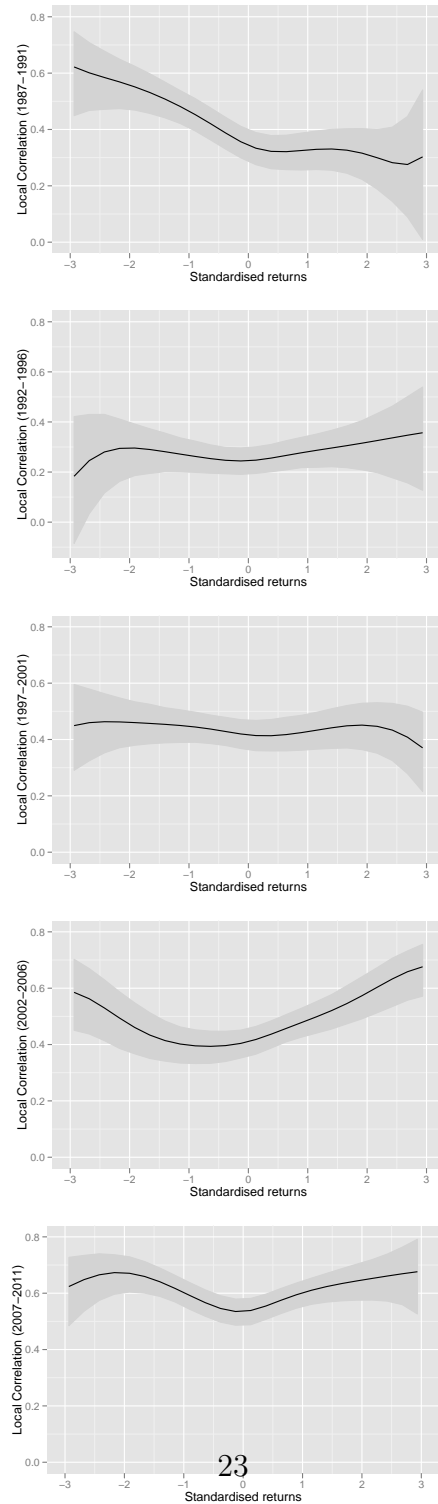 Local Correlation (1987−1991)
0.8
0.6
0.4
0.2
0.0
−3 −2 −1 0 1 2 3
Standardised returns
Local Correlation (1992−1996)
0.8
0.6
0.4
0.2
0.0
−3 −2 −1 0 1 2 3
Standardised returns
Local Correlation (1997−2001)
0.8
0.6
0.4
0.2
0.0
−3 −2 −1 0 1 2 3
Standardised returns
Local Correlation (2002−2006)
0.8
0.6
0.4
0.2
0.0
−3 −2 −1 0 1 2 3
Standardised returns
Local Correlation (2007−2011)
0.8
0.6
0.4
0.2
0.0
23
−3 −2 −1 0 1 2 3
Standardised returns